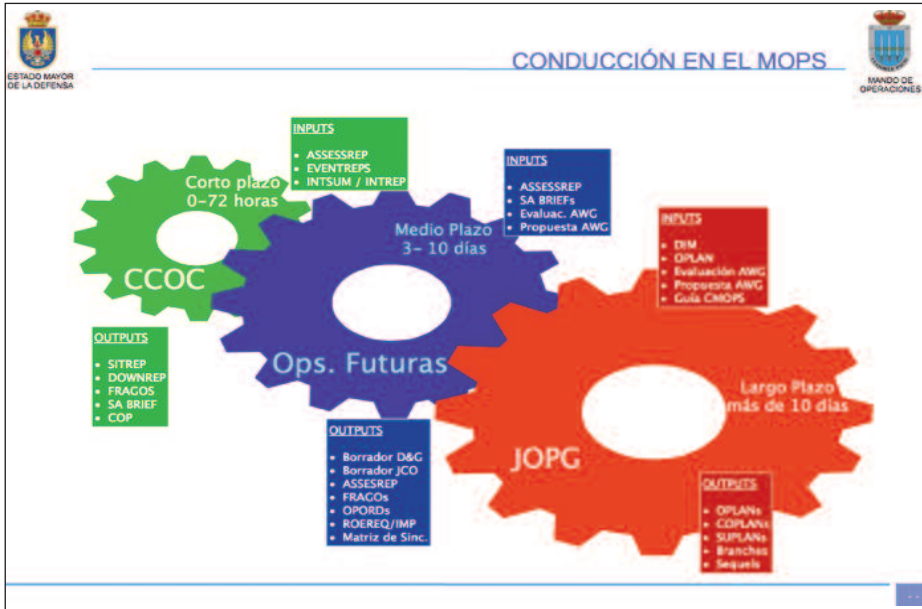 CONDUCCIÓN EN EL MOPS
ESTADO MAYOR
DE LA DEFENSA
MANDO DE
OPERACIONES
INPUTS
• ASSESSREP
• EVENTREPS
• INTSUM / INTREP
Corto plazo
0-72 horas
CCOC
OUTPUTS
• SITREP
• DOWNREP
• FRAGOS
• SA BRIEF
• COP
INPUTS
• ASSESSREP
• SA BRIEFs
• Evaluac. AWG
• Propuesta AWG
Medio Plazo
3- 10 días
Ops. Futuras
OUTPUTS
• Borrador D&G
• Borrador JCO
• ASSESREP
• FRAGOs
• OPORDs
• ROEREQ/IMP
• Matriz de Sinc.
INPUTS
• DIM
• OPLAN
• Evaluación AWG
• Propuesta AWG
• Guía CMOPS
Largo Plazo
más de 10 días
JOPG
OUTPUTS
• OPLANs
• COPLANs
• SUPLANs
• Branches
• Sequels